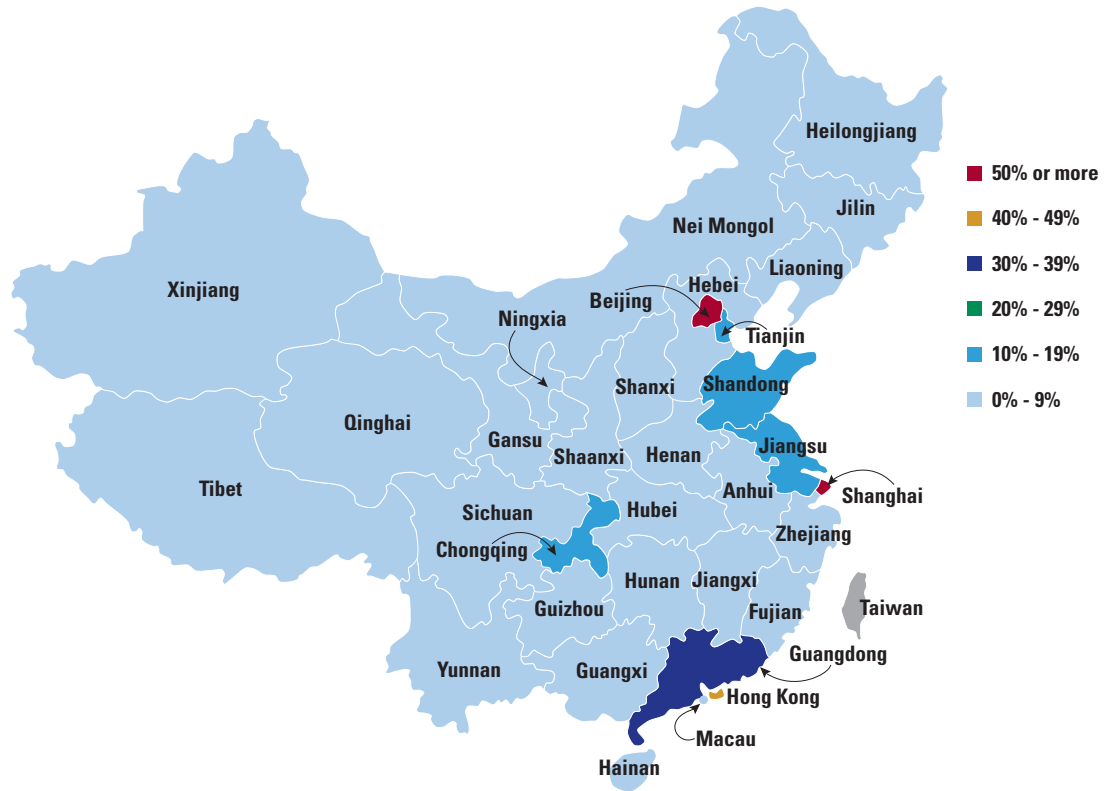 Heilongjiang
Jilin
Nei Mongol
Liaoning
Xinjiang
Hebei
Beijing
Ningxia
Tianjin
Shanxi
Shandong
Qinghai
Gansu
Jiangsu
Shaanxi
Henan
Tibet
Anhui
Shanghai
Sichuan
Hubei
Zhejiang
Chongqing
Hunan
Jiangxi
Guizhou
Fujian
Taiwan
Guangdong
Yunnan
Guangxi
Hong Kong
Macau
Hainan
50% or more
40% - 49%
30% - 39%
20% - 29%
10% - 19%
0% - 9%